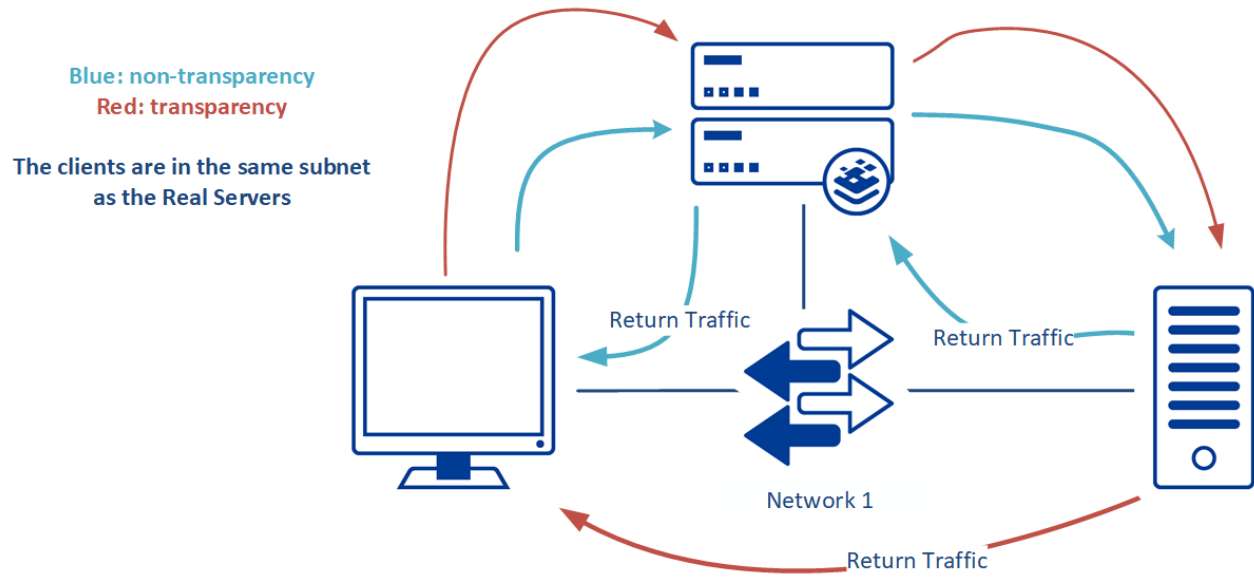 Blue: non-transparency
Red: transparency
The clients are in the same subnet
as the Real Servers
Return Traffic
Return Traffic
Network 1
Return Traffic